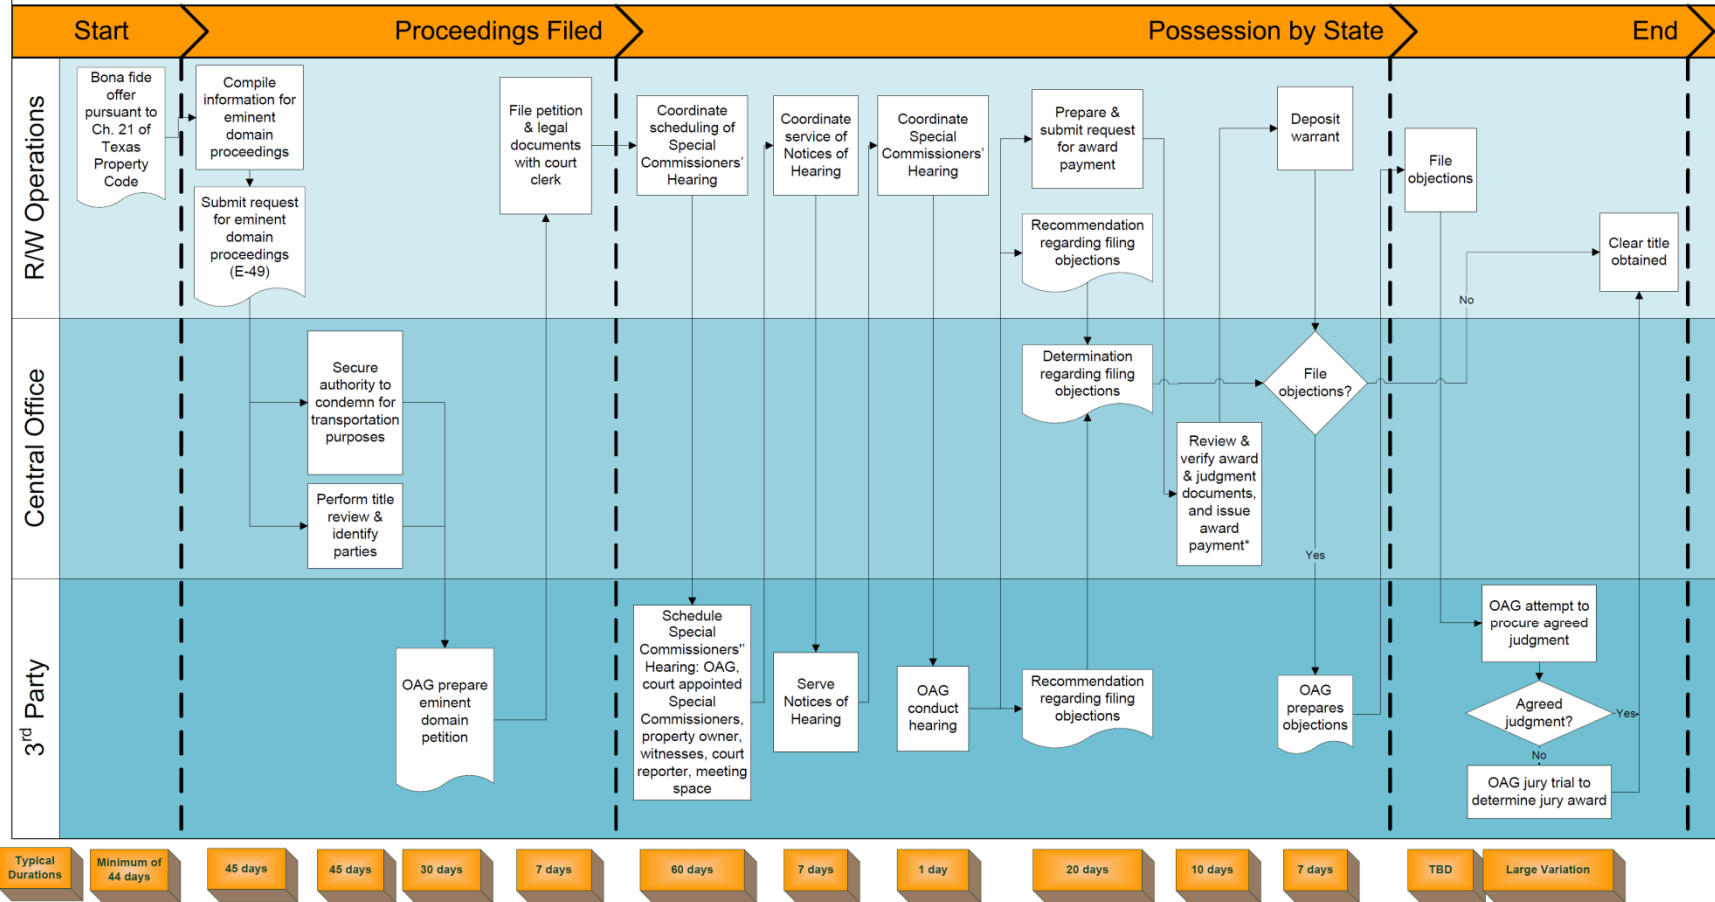 Start
Proceedings Filed
Possession by State
End
R/W Operations
Bona fide
offer
pursuant to
Ch. 21 of
Texas
Property
Code
Compile
information for
eminent
domain
proceedings
Submit request
for eminent
domain
proceedings
(E-49)
File petition
& legal
documents
with court
clerk
Coordinate
scheduling of
Special
Commissioners'
Hearing
Coordinate
service of
Notices of
Hearing
Coordinate
Special
Commissioners'
Hearing
Prepare &
submit request
for award
payment
Recommendation
regarding filing
objections
Deposit
warrant
File
objections
Clear title
obtained
No
Central Office
Secure
authority to
condemn for
transportation
purposes
Perform title
review &
identify
parties
Determination
regarding filing
objections
Review &
verify award
& judgment
documents,
and issue
award
payment*
File
objections?
Yes
3rd Party
OAG prepare
eminent
domain
petition
Schedule
Special
Commissioners"
Hearing: OAG,
court appointed
Special
Commissioners,
property owner,
witnesses, court
reporter, meeting
space
Serve
Notices of
Hearing
OAG
conduct
hearing
Recommendation
regarding filing
objections
OAG
prepares
objections
OAG attempt to
procure agreed
judgment
Agreed
judgment?
Yes
No
OAG jury trial to
determine jury award
Typical
Durations
Minimum of
44 days
45 days
45 days
30 days
7 days
60 days
7 days
1 day
20 days
10 days
7 days
TBD
Large Variation